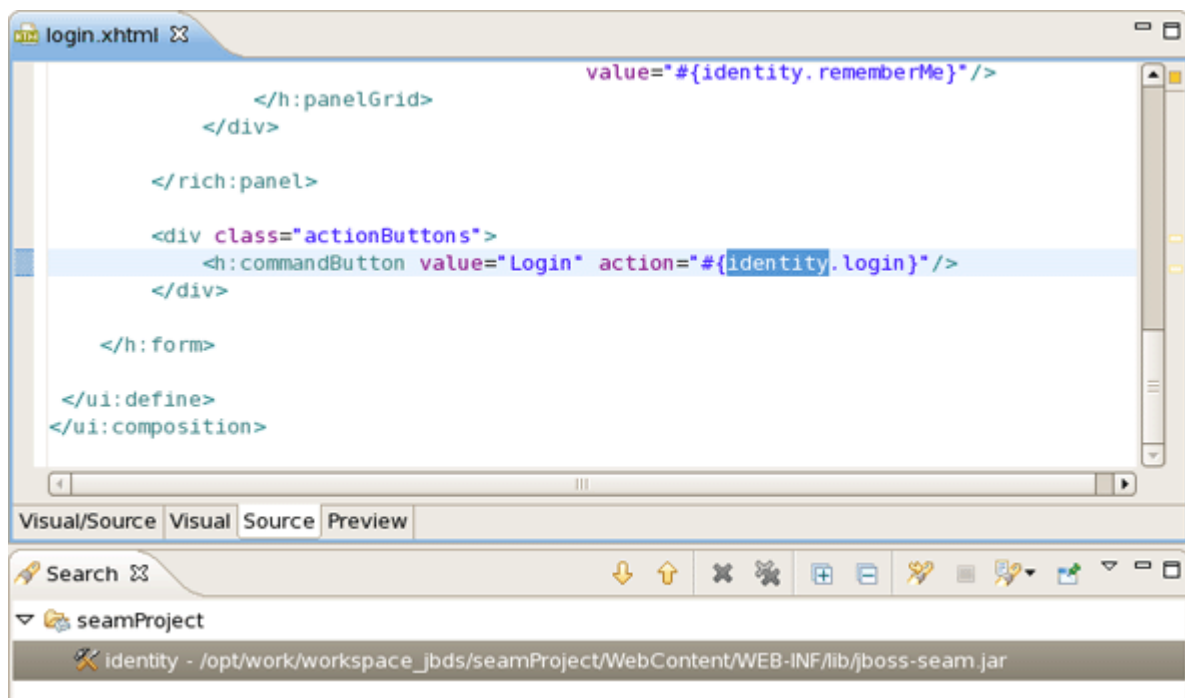 login.xhtml
value="#{identity.rememberMe}"/>
</h:panelGrid>
</div>
</rich:panel>
<div class="actionButtons">
<h:commandButton value="Login" action="#{identity.login}"/>
</div>
</h:form>
</ui:define>
</ui:composition>
Visual/Source Visual Source Preview
Search
seamProject
identity - /opt/work/workspace_jbds/seamProject/WebContent/WEB-INF/lib/jboss-seam.jar